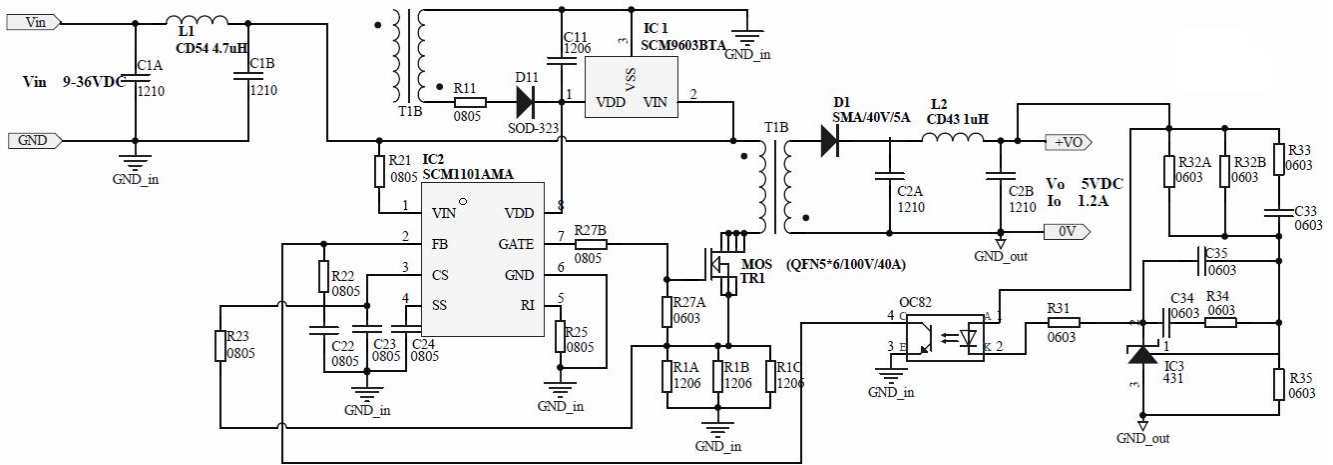 Vin
L1
CD54 4.7uH
C1A
1210
C1B
1210
Vin 9-36VDC
GND
GND_in
T1B
R11
0805
D11
SOD-323
C11
1206
IC 1
SCM9603BTA
3
VSS
1
VDD
VIN
2
GND_in
R21
0805
IC2
SCM1101AMA
1
VIN
VDD
8
2
FB
GATE
7
3
CS
GND
6
4
SS
RI
5
R22
0805
R23
0805
C22
0805
C23
0805
C24
0805
GND_in
R25
0805
GND_in
R27B
0805
R27A
0603
R1A
1206
R1B
1206
R1C
1206
GND_in
T1B
MOS
TR1
(QFN5*6/100V/40A)
D1
SMA/40V/5A
L2
CD43 1uH
C2A
1210
C2B
1210
+VO
Vo 5VDC
Io 1.2A
0V
GND_out
OC82
4
C
A
1
3
E
K
2
GND_in
R31
0603
R32A
0603
R32B
0603
R33
0603
C33
0603
C35
0603
C34
0603
R34
0603
2
1
IC3
431
3
R35
0603
GND_out